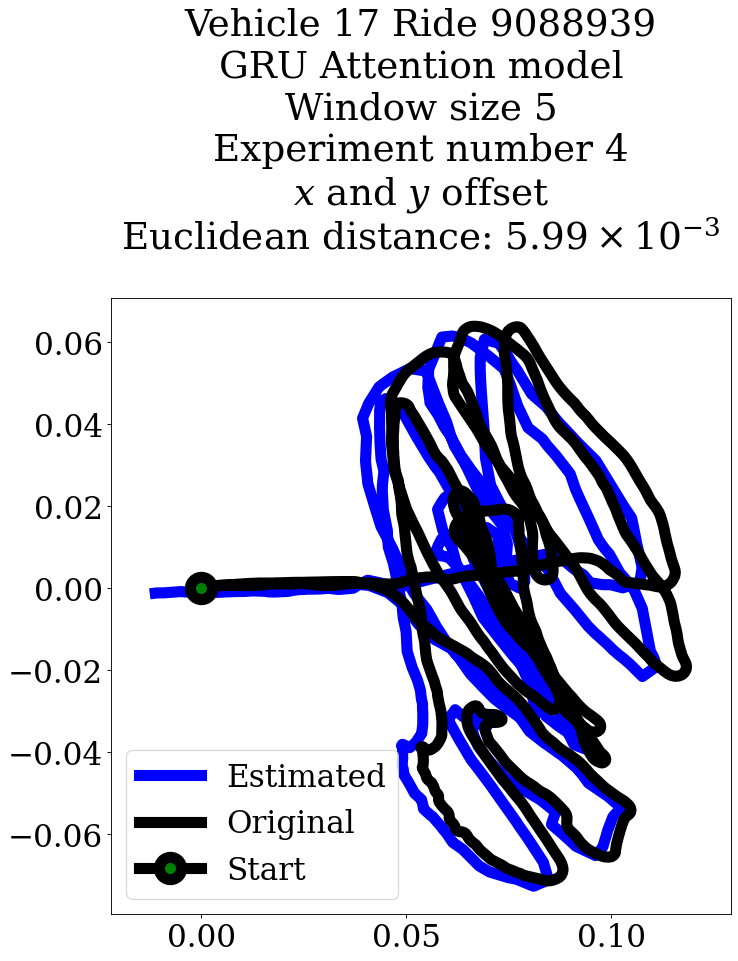 Vehicle 17 Ride 9088939
GRU Attention model
Window size 5
Experiment number 4
x and y offset
Euclidean distance: 5.99 × 10⁻³
0.06
0.04
0.02
0.00
−0.02
−0.04
−0.06
Estimated
Original
Start
0.00 0.05 0.10